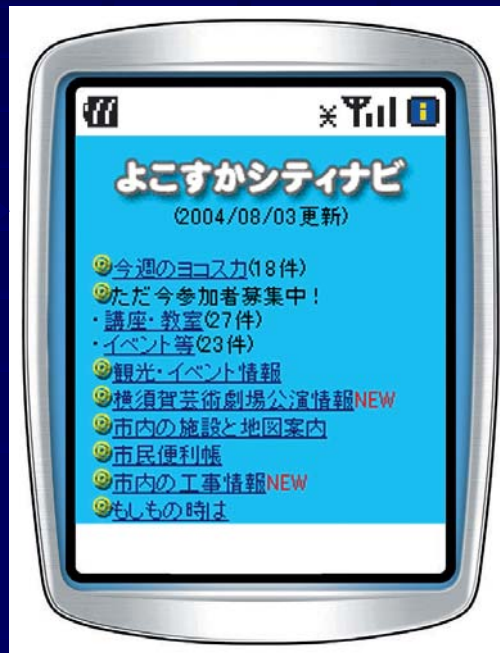 よこすかシティナビ
(2004/08/03更新)
今週のヨコスカ(18件)
ただ今参加者募集中！
・講座・教室(27件)
・イベント等(23件)
観光・イベント情報
横須賀芸術劇場公演情報NEW
市内の施設と地図案内
市民便利帳
市内の工事情報NEW
もしもの時は